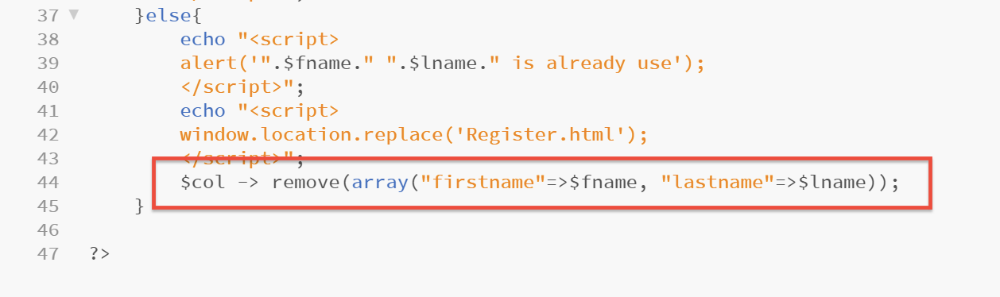 37 ▼ }else{
38 echo "<script>
39 alert('".$fname." ".$lname." is already use');
40 </script>";
41 echo "<script>
42 window.location.replace('Register.html');
43 </script>";
44 $col -> remove(array("firstname"=>$fname, "lastname"=>$lname));
45 }
46
47 ?>